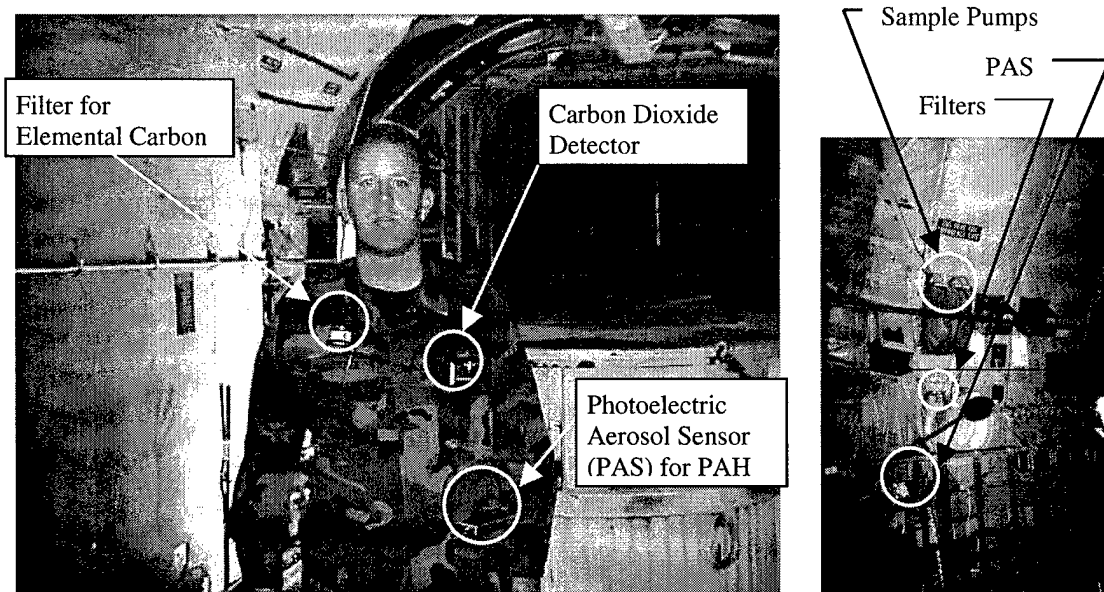 Filter for
Elemental Carbon
Carbon Dioxide
Detector
Photoelectric
Aerosol Sensor
(PAS) for PAH
Sample Pumps
PAS
Filters